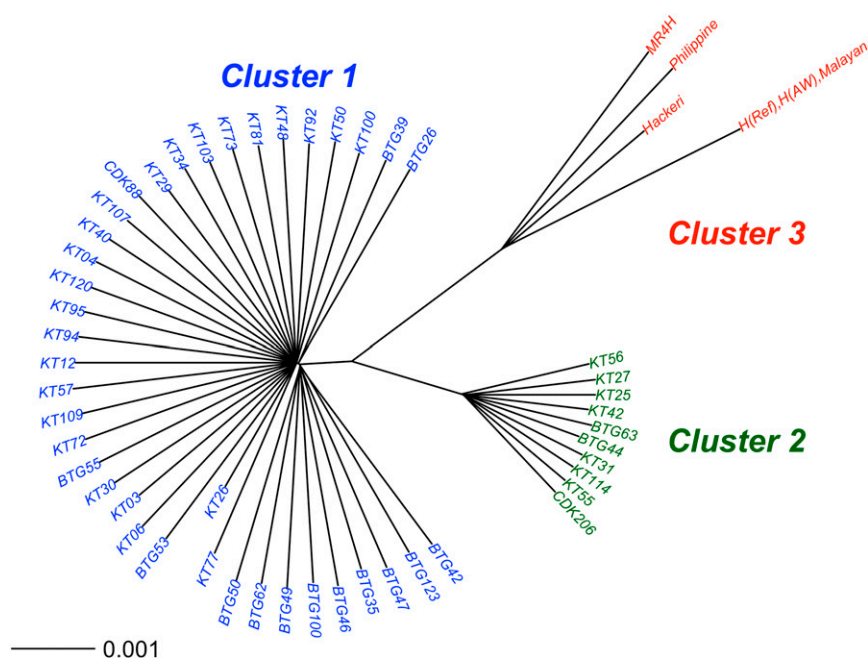 Cluster 1
CDK88
KT29
KT34
KT103
KT73
KT81
KT48
KT92
KT50
KT100
BTG39
BTG26
KT107
KT40
KT04
KT120
KT95
KT94
KT12
KT57
KT109
KT72
BTG55
KT30
KT03
KT06
BTG53
KT26
KT77
BTG50
BTG62
BTG49
BTG100
BTG46
BTG35
BTG47
BTG123
BTG42
MR4H
Philippine
Hackeri
H(Ref),H(AW),Malayan
Cluster 3
KT56
KT27
KT25
KT42
BTG63
BTG44
KT31
KT114
KT55
CDK206
Cluster 2
0.001